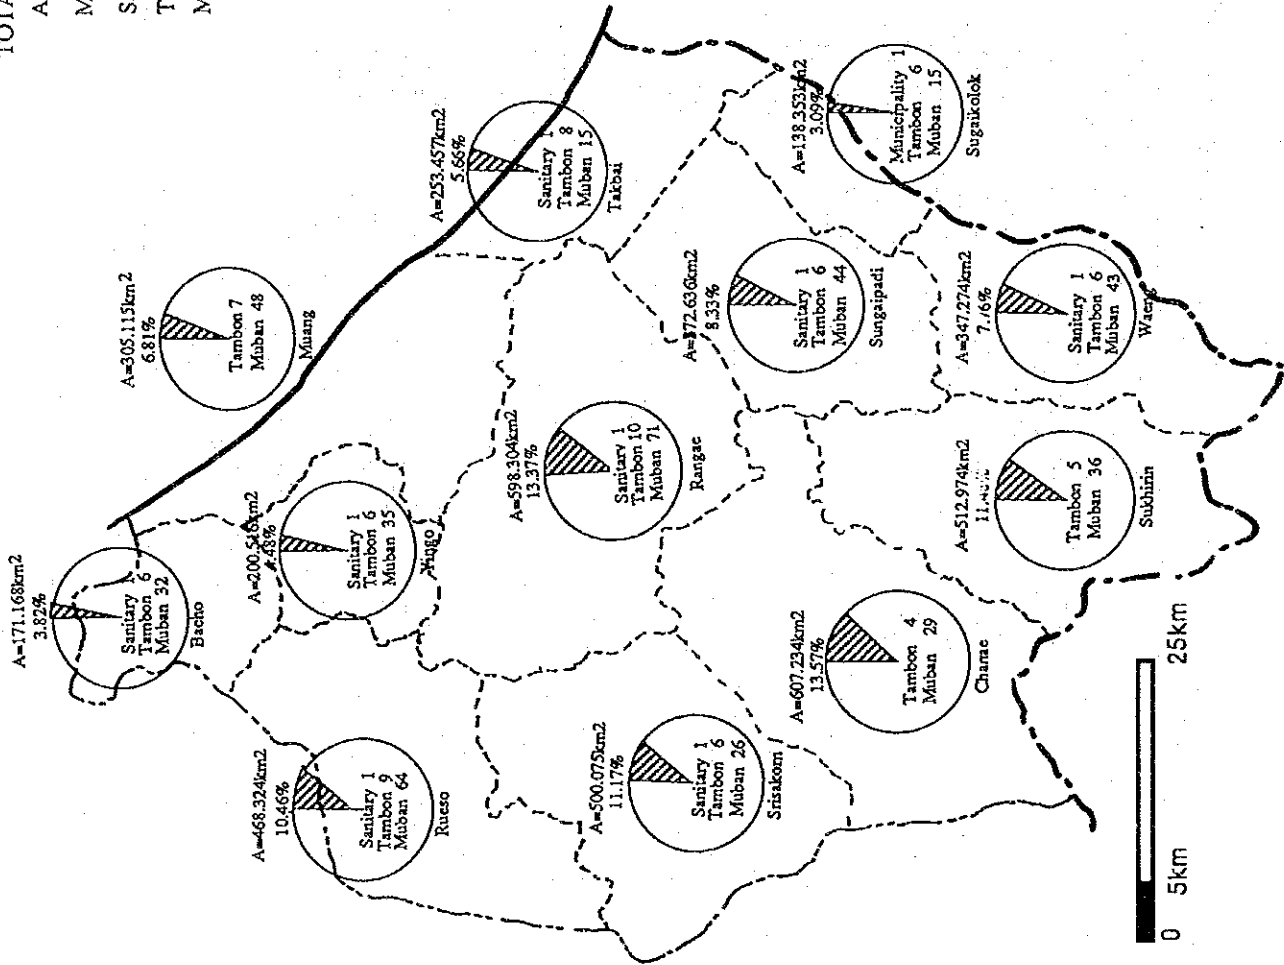 TOTA
A
M
S
T
M
A=171.168km2
3.82%
Sanitary 1
Tambon 6
Muban 32
Bacho
A=305.115km2
6.81%
Tambon 7
Muban 48
Muang
A=253.457km2
5.66%
Sanitary 1
Tambon 8
Muban 15
Takbai
A=138.353km2
3.09%
Municipality 1
Tambon 6
Muban 15
Sugaikolok
Sanitary 1
Tambon 6
Muban 35
Yingo
A=598.304km2
13.37%
Sanitary 1
Tambon 10
Muban 71
Rangae
A=372.636km2
8.33%
Sanitary 1
Tambon 6
Muban 44
Sungaipadi
A=468.324km2
10.46%
Sanitary 1
Tambon 9
Muban 64
Rueso
A=500.075km2
11.17%
Sanitary 1
Tambon 6
Muban 26
Srisakorn
A=607.234km2
13.57%
Tambon 4
Muban 29
Chanae
A=512.974km2
Tambon 5
Muban 36
Sukhirin
A=347.274km2
7.76%
Sanitary 1
Tambon 6
Muban 43
Waeng
0 5km 25km